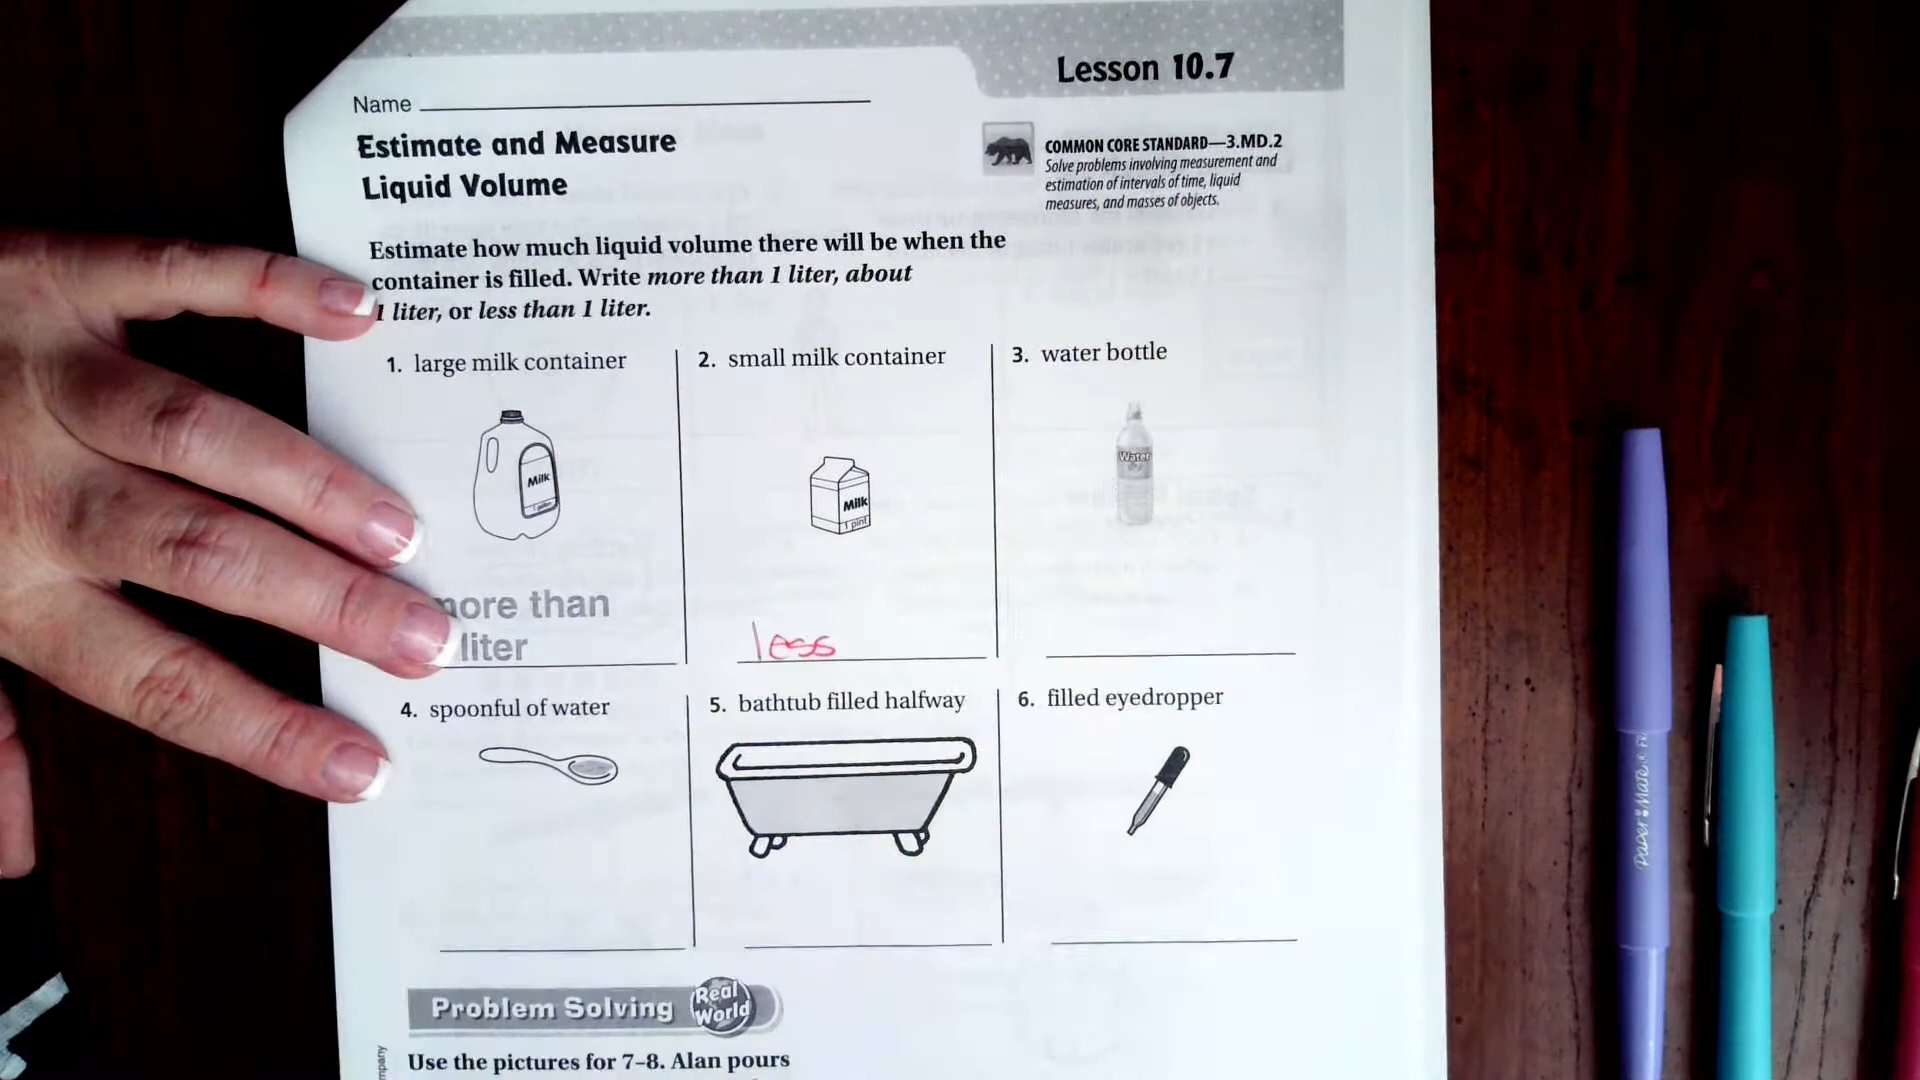 Lesson 10.7
Name
Estimate and Measure
Liquid Volume
COMMON CORE STANDARD—3.MD.2
Solve problems involving measurement and
estimation of intervals of time, liquid
measures, and masses of objects.
Estimate how much liquid volume there will be when the
container is filled. Write more than 1 liter, about
1 liter, or less than 1 liter.
1. large milk container
2. small milk container
3. water bottle
Milk
1 gallon
Milk
1 pint
Water
more than
liter
less
4. spoonful of water
5. bathtub filled halfway
6. filled eyedropper
Problem Solving
Real
World
Use the pictures for 7–8. Alan pours
Paper Mate